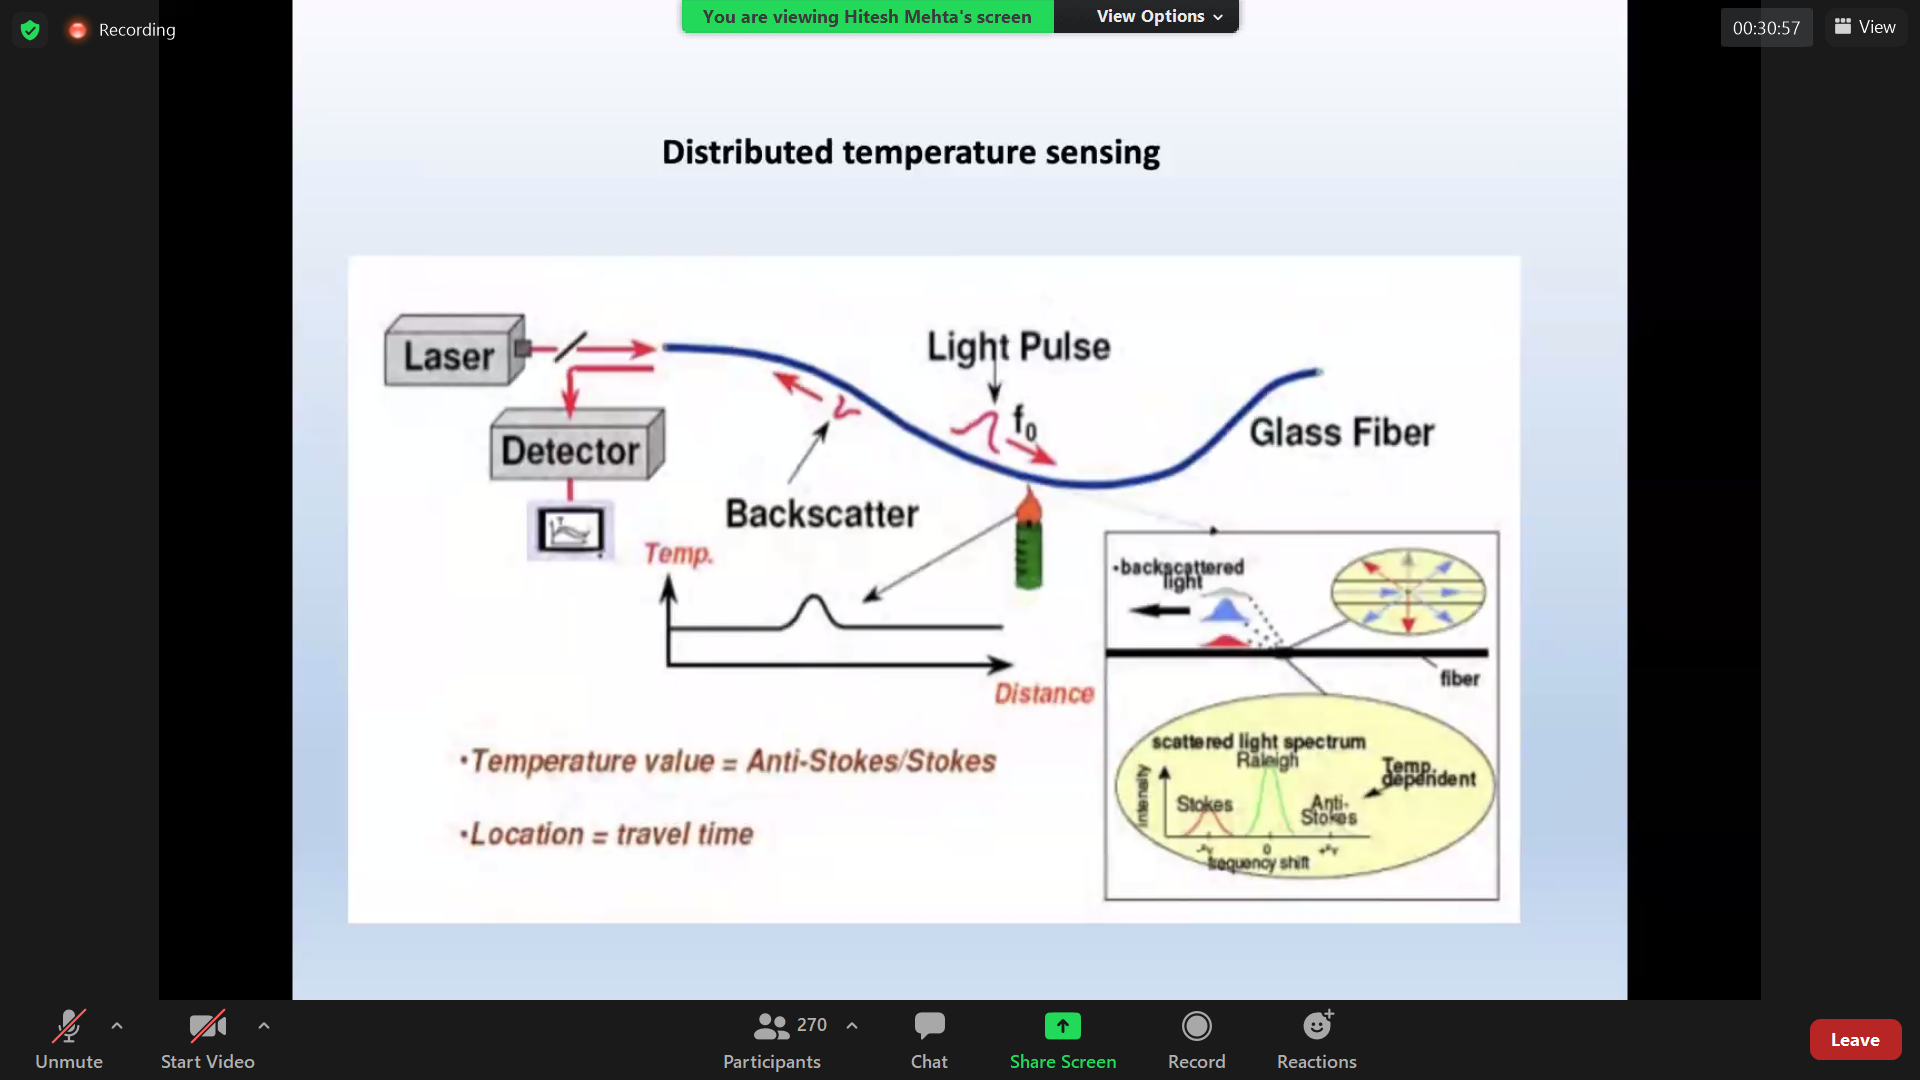 You are viewing Hitesh Mehta's screen
View Options
Recording
00:30:57
View
Distributed temperature sensing
Laser
Detector
Light Pulse
f0
Glass Fiber
Backscatter
Temp.
Distance
•Temperature value = Anti-Stokes/Stokes
•Location = travel time
•backscattered
light
fiber
scattered light spectrum
Raleigh
Temp.
dependent
intensity
Stokes
Anti-
Stokes
0
frequency shift
Unmute
Start Video
270
Participants
Chat
Share Screen
Record
Reactions
Leave